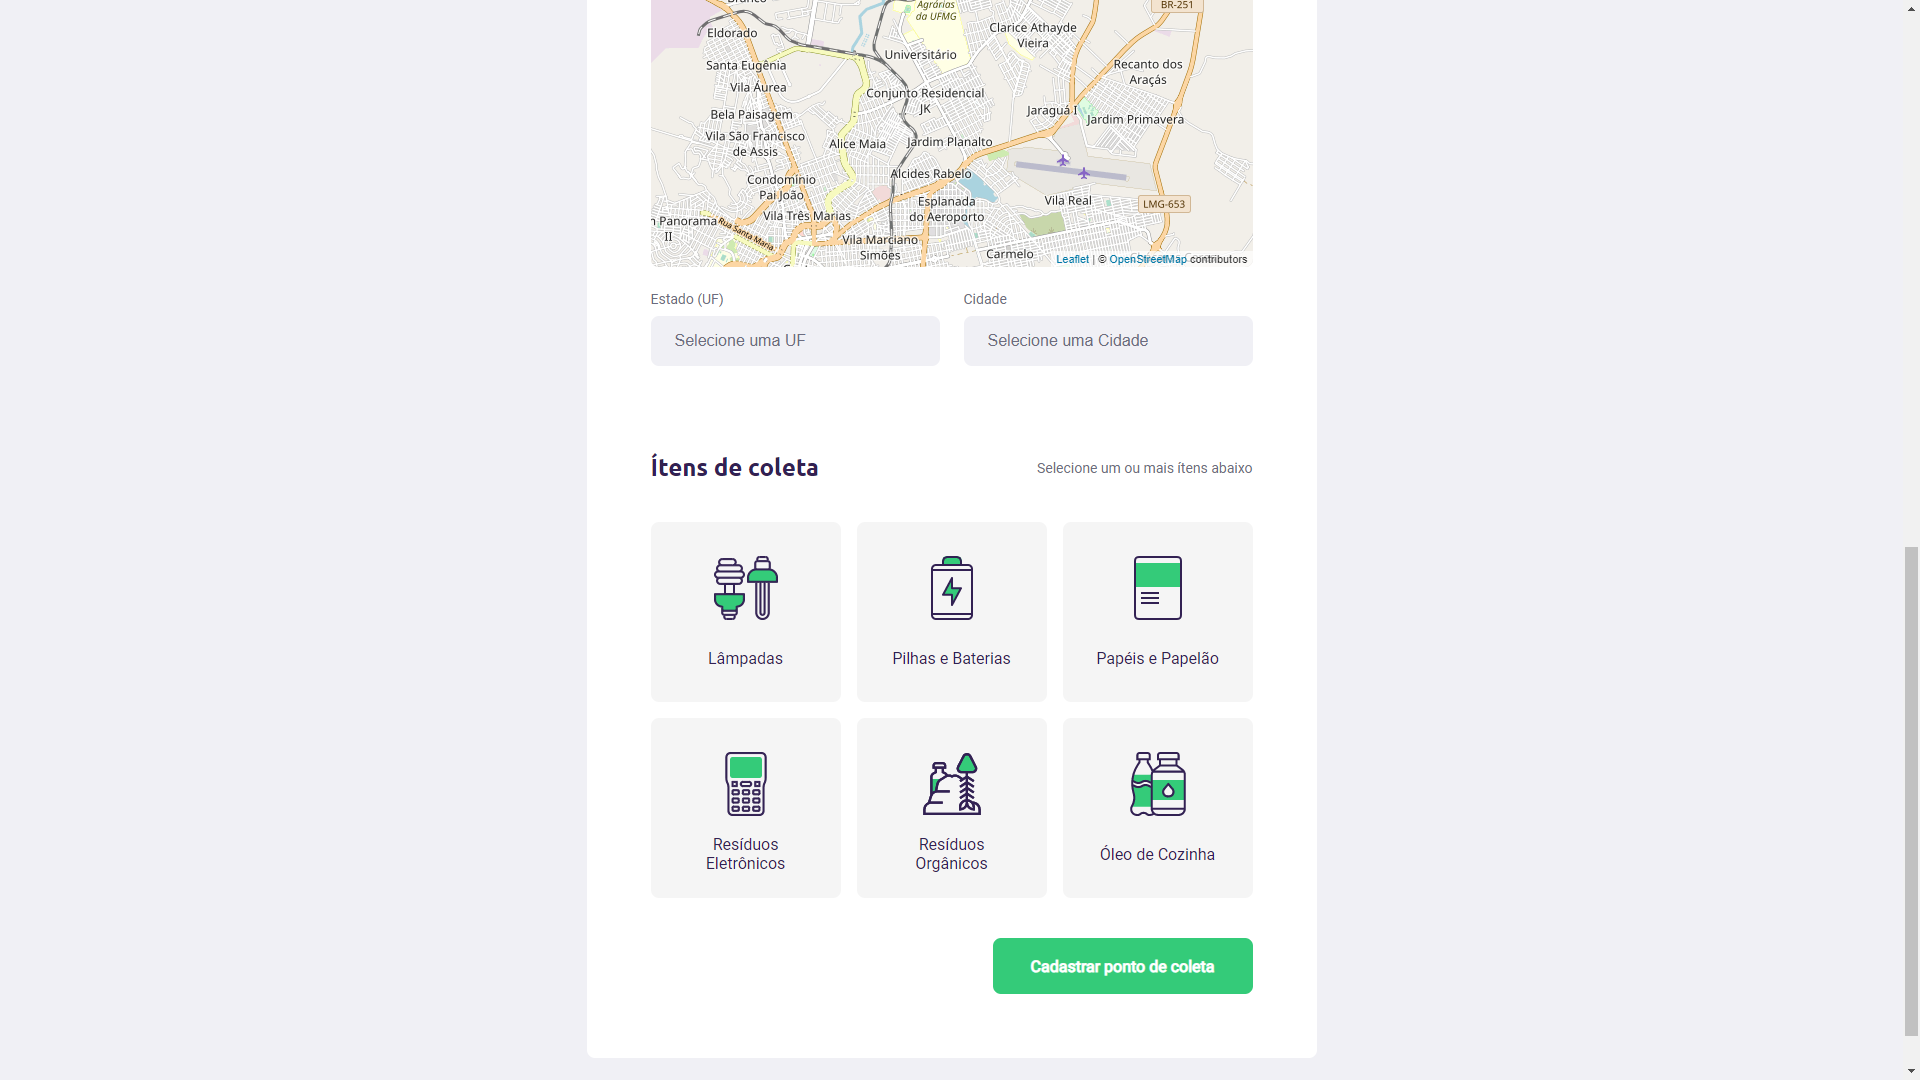 Agrárias
da UFMG
BR-251
Eldorado
Clarice Athayde
Vieira
Universitário
Santa Eugênia
Recanto dos
Araçás
Vila Áurea
Conjunto Residencial
JK
Jaraguá I
Bela Paisagem
Jardim Primavera
Vila São Francisco
de Assis
Alice Maia
Jardim Planalto
Condomínio
Pai João
Alcides Rabelo
Esplanada
do Aeroporto
Vila Real
LMG-653
Vila Três Marias
Panorama
II
Rua Santa Maria
Vila Marciano
Simões
Carmelo
Leaflet | © OpenStreetMap contributors
Estado (UF)
Cidade
Selecione uma UF
Selecione uma Cidade
Ítens de coleta
Selecione um ou mais ítens abaixo
Lâmpadas
Pilhas e Baterias
Papéis e Papelão
Resíduos
Eletrônicos
Resíduos
Orgânicos
Óleo de Cozinha
Cadastrar ponto de coleta